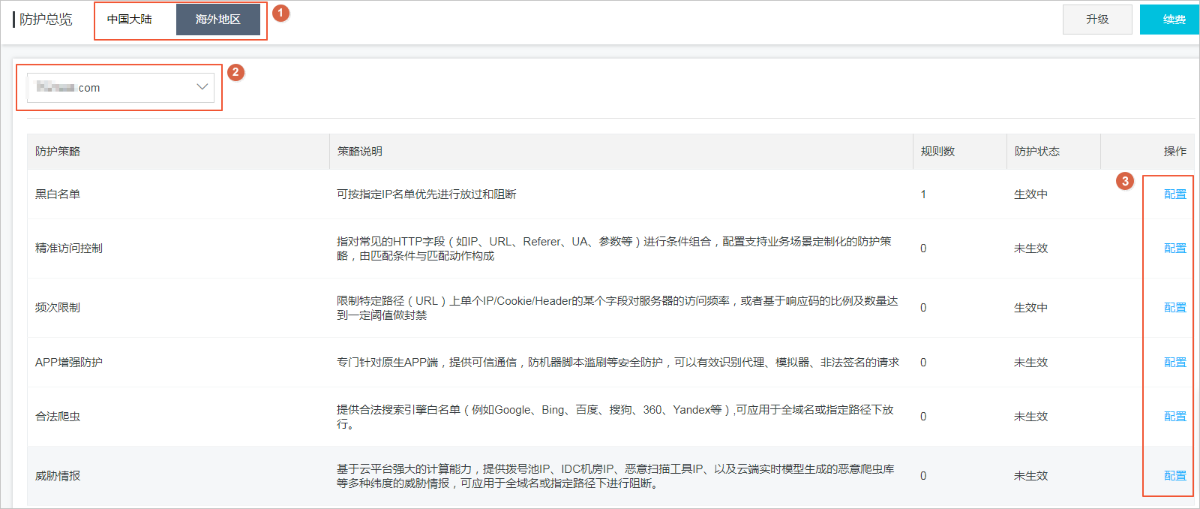 防护总览
中国大陆
海外地区
1
升级
续费
.com
2
防护策略
策略说明
规则数
防护状态
操作
3
黑白名单
可按指定IP名单优先进行放过和阻断
1
生效中
配置
精准访问控制
指对常见的HTTP字段（如IP、URL、Referer、UA、参数等）进行条件组合，配置支持业务场景定制化的防护策
略，由匹配条件与匹配动作构成
0
未生效
配置
频次限制
限制特定路径（URL）上单个IP/Cookie/Header的某个字段对服务器的访问频率，或者基于响应码的比例及数量达
到一定阈值做封禁
0
生效中
配置
APP增强防护
专门针对原生APP端，提供可信通信，防机器脚本滥刷等安全防护，可以有效识别代理、模拟器、非法签名的请求
0
未生效
配置
合法爬虫
提供合法搜索引擎白名单（例如Google、Bing、百度、搜狗、360、Yandex等）,可应用于全域名或指定路径下放
行。
0
未生效
配置
威胁情报
基于云平台强大的计算能力，提供拨号池IP、IDC机房IP、恶意扫描工具IP、以及云端实时模型生成的恶意爬虫库
等多种纬度的威胁情报，可应用于全域名或指定路径下进行阻断。
0
未生效
配置